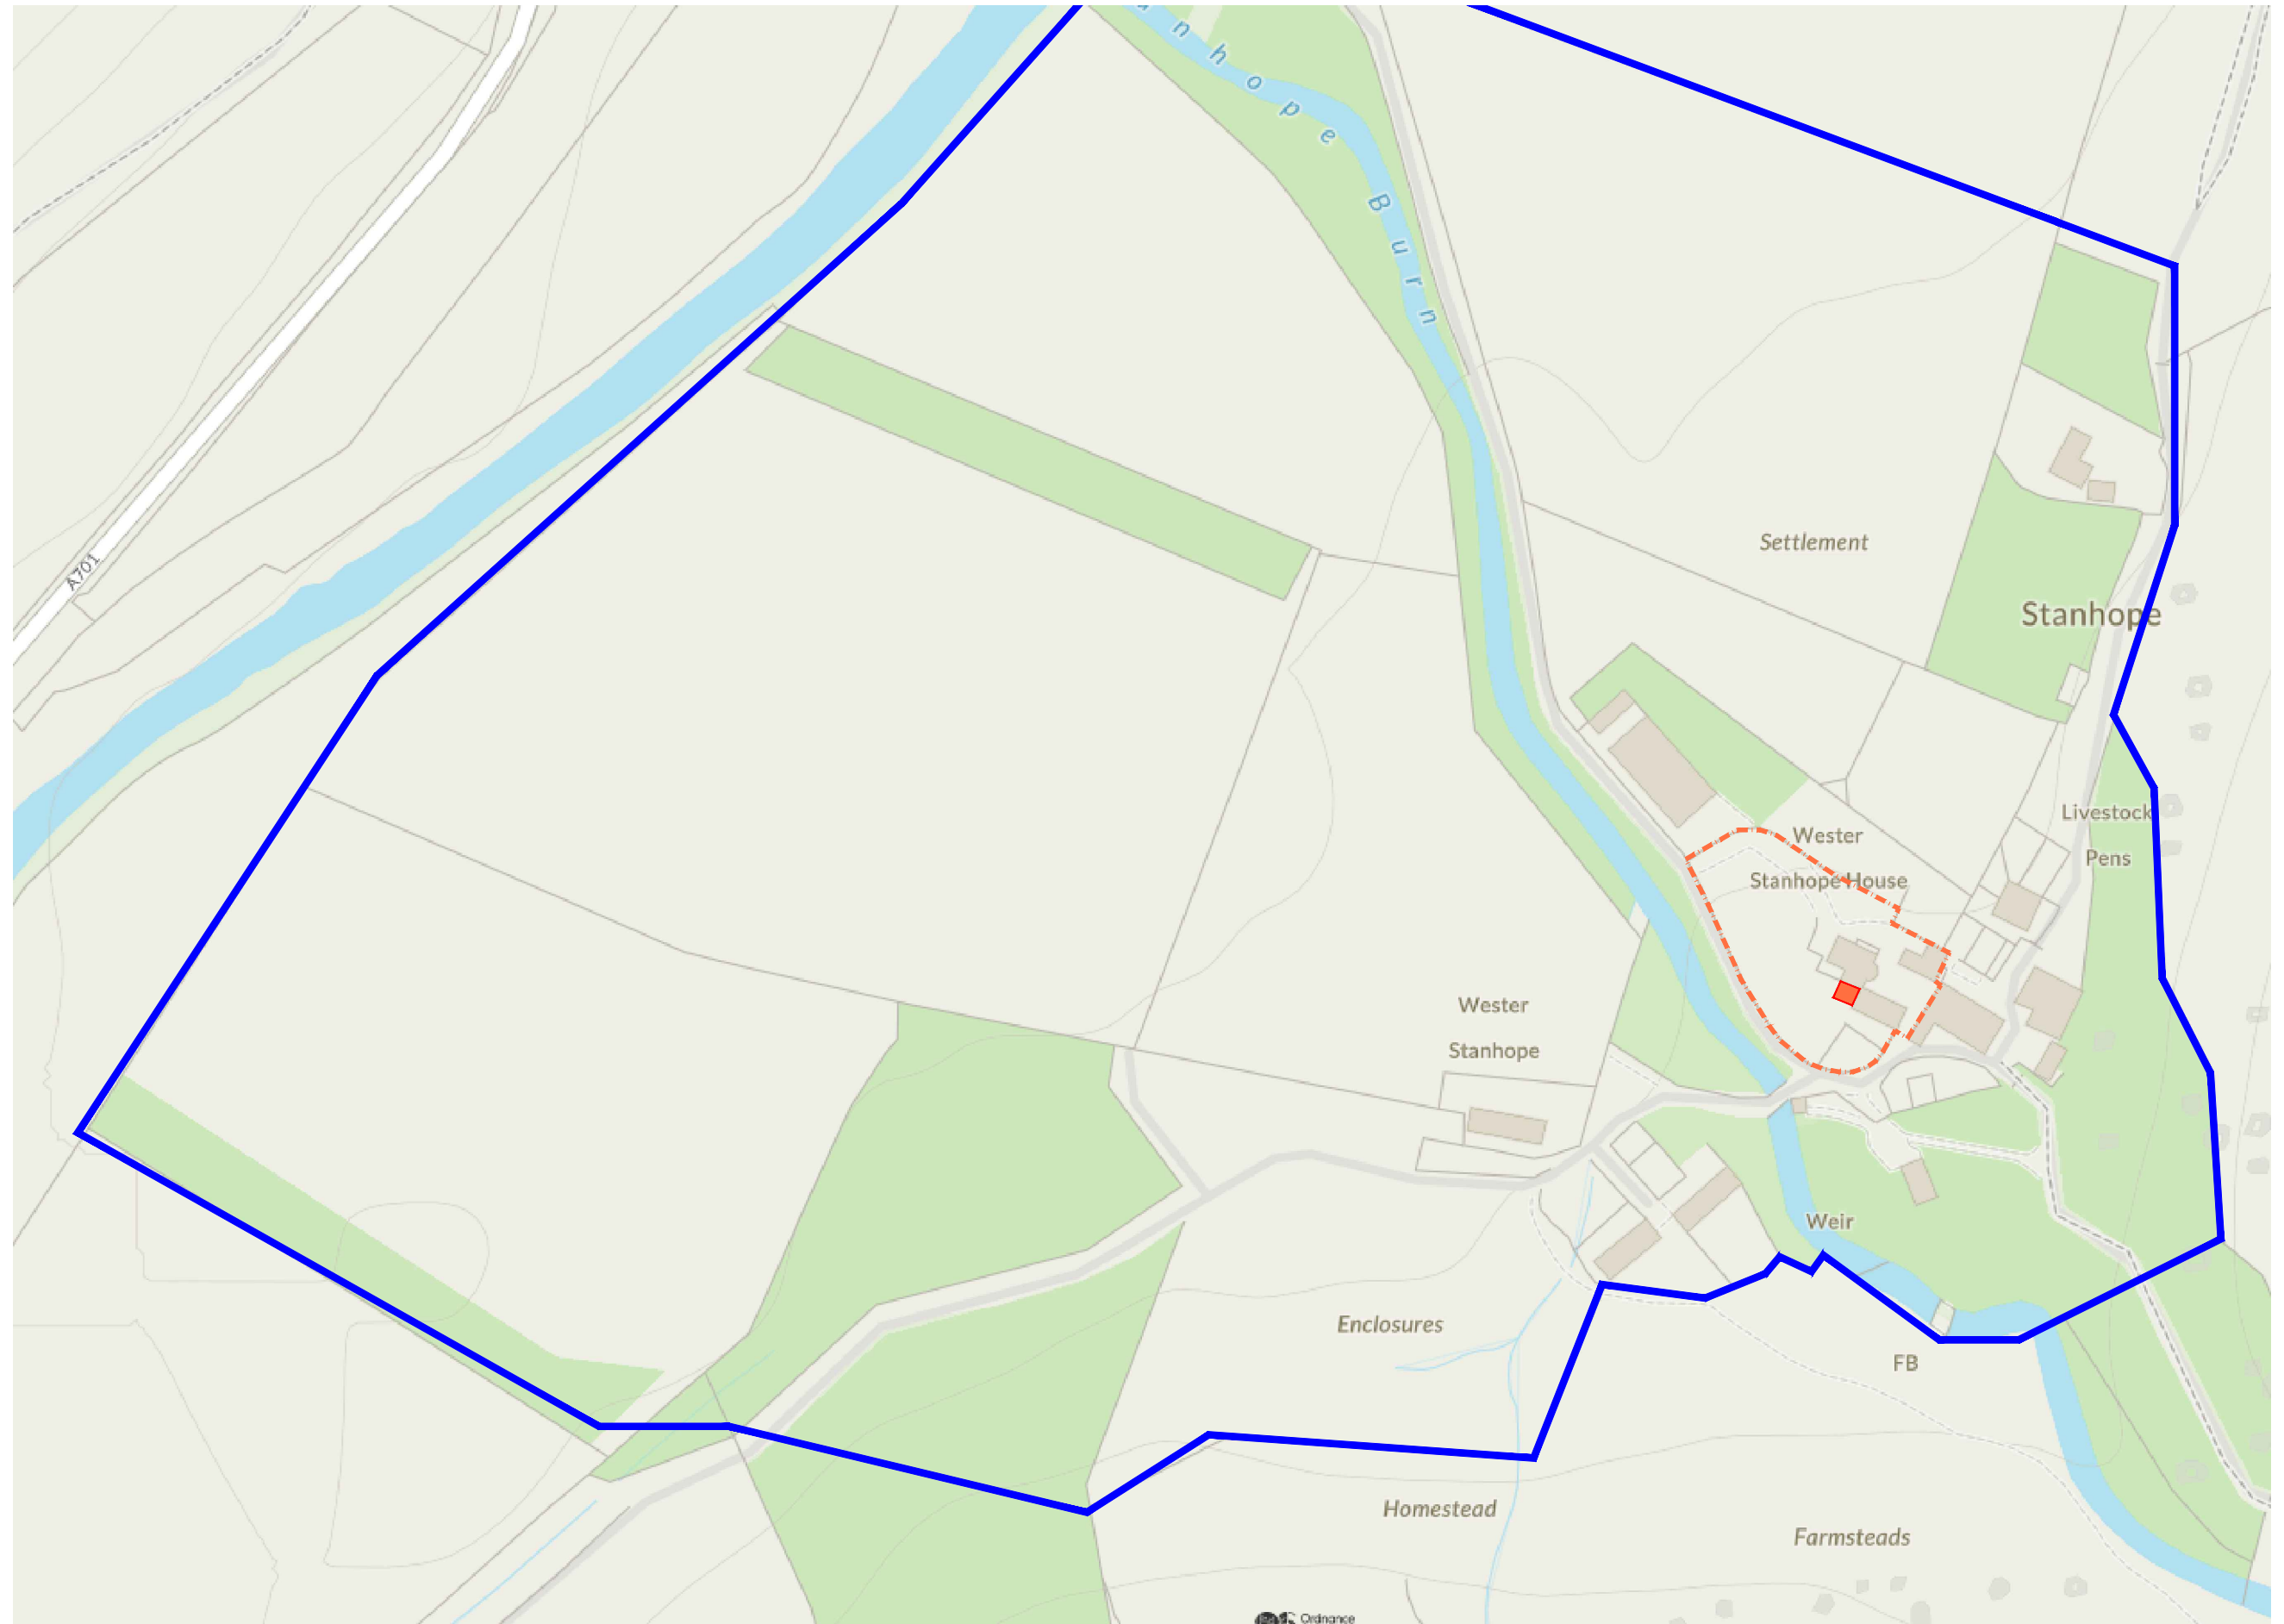 nhope Burn
A701
Settlement
Stanhope
Livestock
Pens
Wester
Stanhope House
Wester
Stanhope
Weir
Enclosures
FB
Homestead
Farmsteads
Ordnance